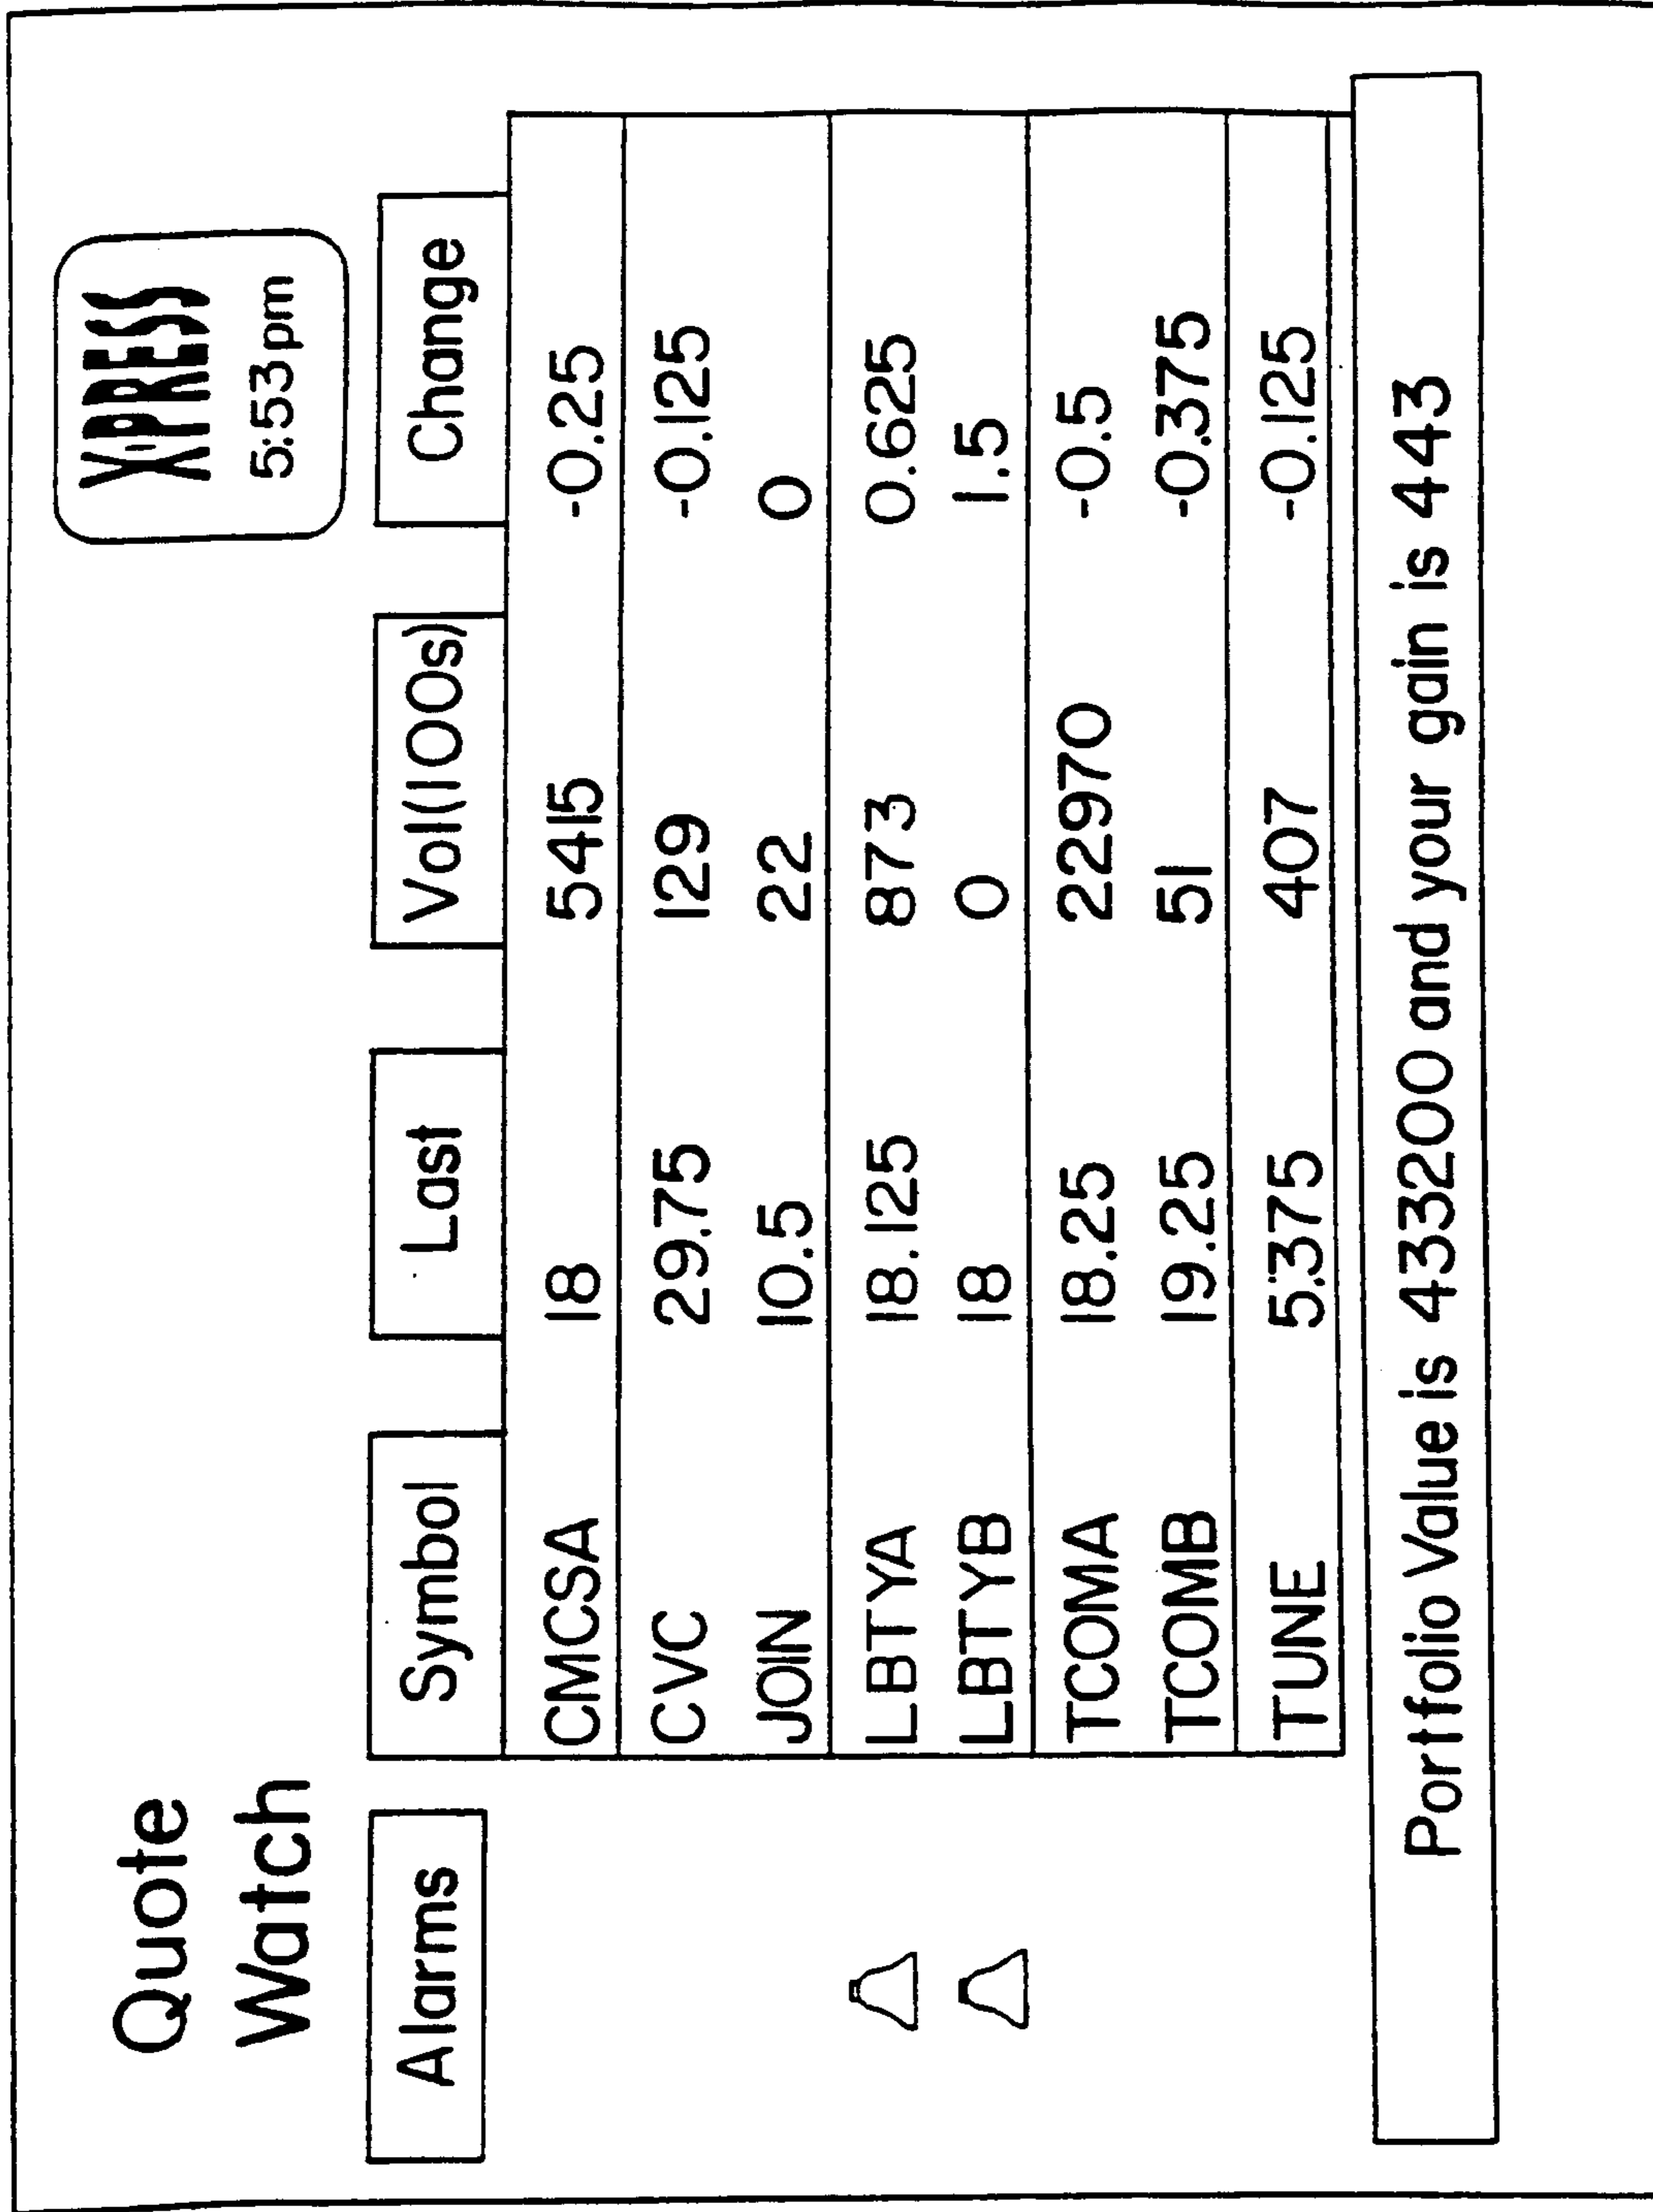 Quote
Watch
X·PRESS
5:53pm
Alarms Symbol Last Vol(100s) Change
CMCSA 18 5415 -0.25
CVC 29.75 129 -0.125
JOIN 10.5 22 0
LBTYA 18.125 873 0.625
LBTYB 18 0 1.5
TCOMA 18.25 22970 -0.5
TCOMB 19.25 51 -0.375
TUNE 5.375 407 -0.125
Portfolio Value is 433200 and your gain is 443